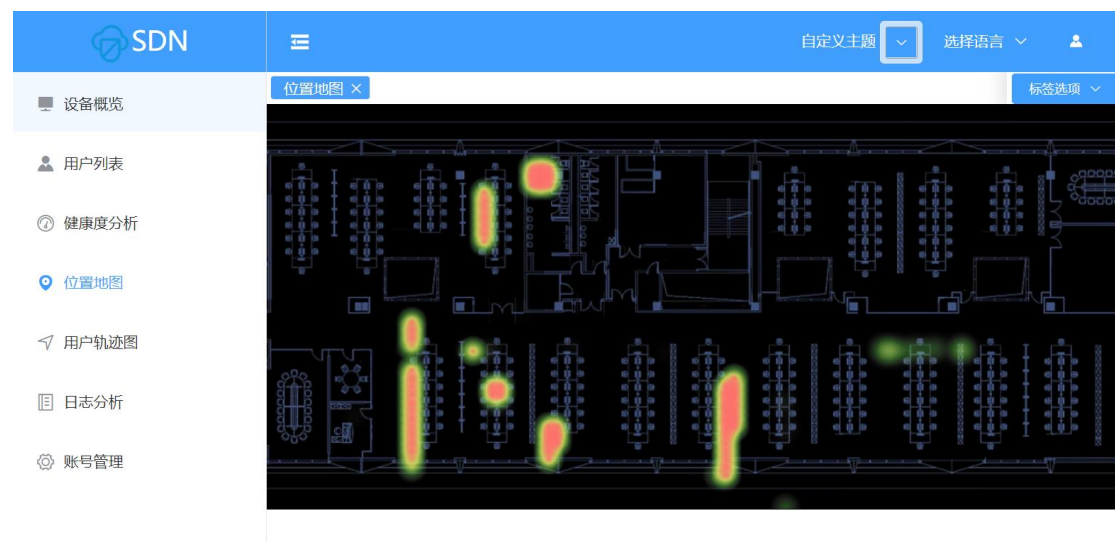 SDN
自定义主题
选择语言
位置地图
标签选项
设备概览
用户列表
健康度分析
位置地图
用户轨迹图
日志分析
账号管理